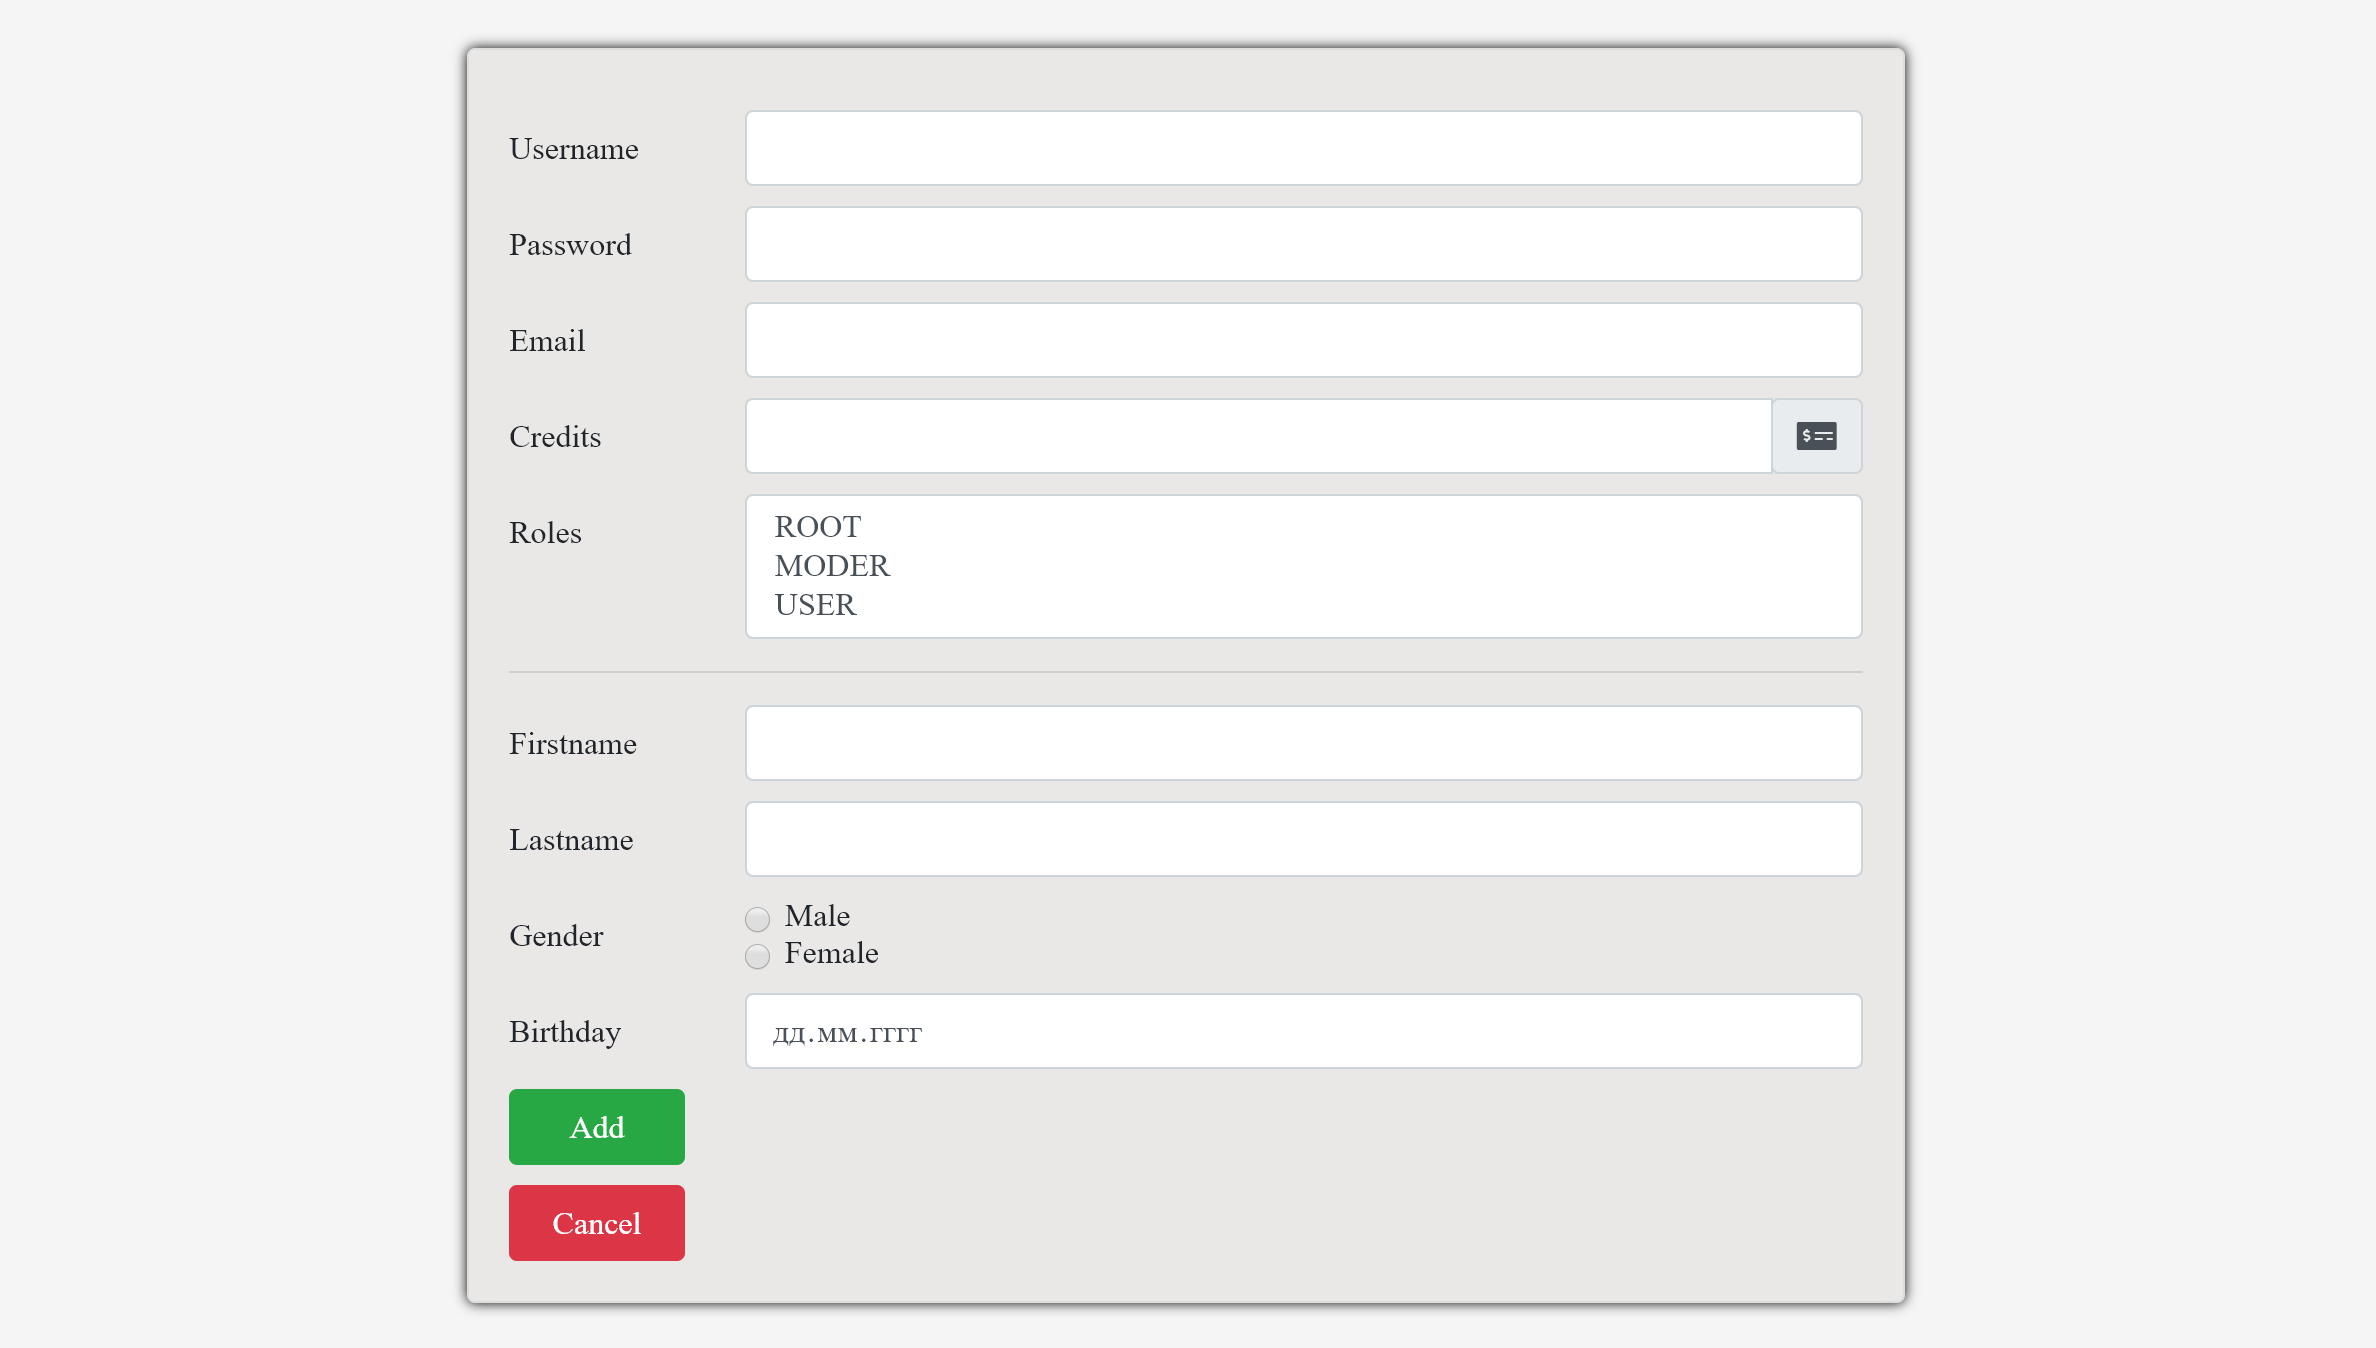 Username
Password
Email
Credits
$
Roles
ROOT
MODER
USER
Firstname
Lastname
Gender
Male
Female
Birthday
дд.мм.гггг
Add
Cancel